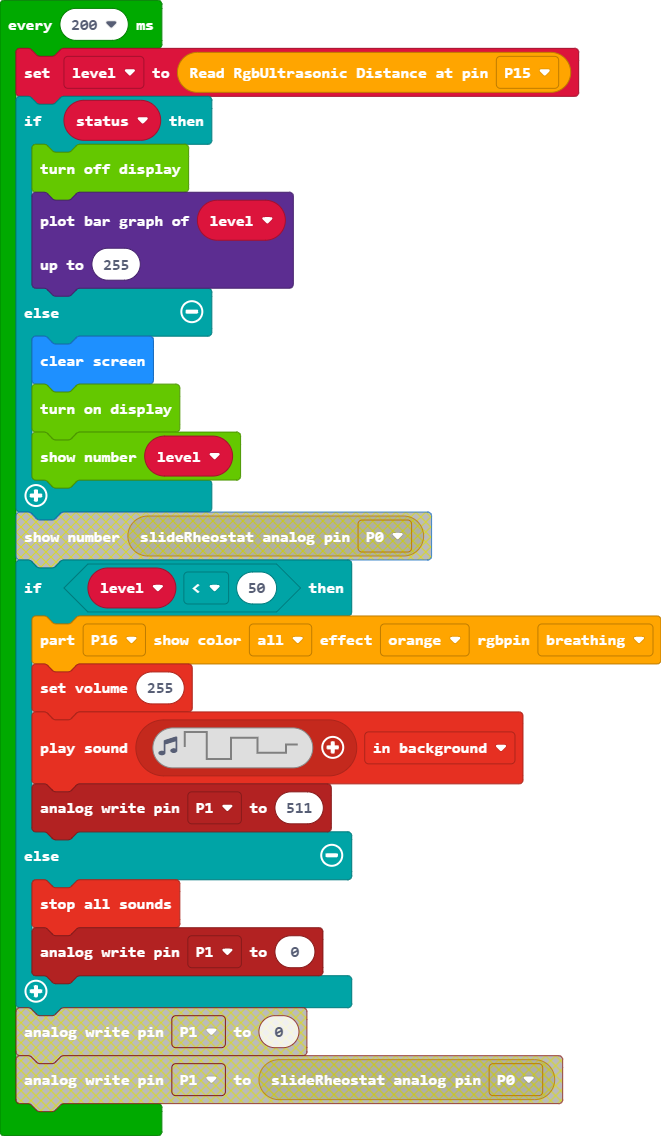 every 200 ms
set level to Read RgbUltrasonic Distance at pin P15
if status then
turn off display
plot bar graph of level
up to 255
else
clear screen
turn on display
show number level
show number slideRheostat analog pin P0
if level < 50 then
part P16 show color all effect orange rgbpin breathing
set volume 255
play sound in background
analog write pin P1 to 511
else
stop all sounds
analog write pin P1 to 0
analog write pin P1 to 0
analog write pin P1 to slideRheostat analog pin P0